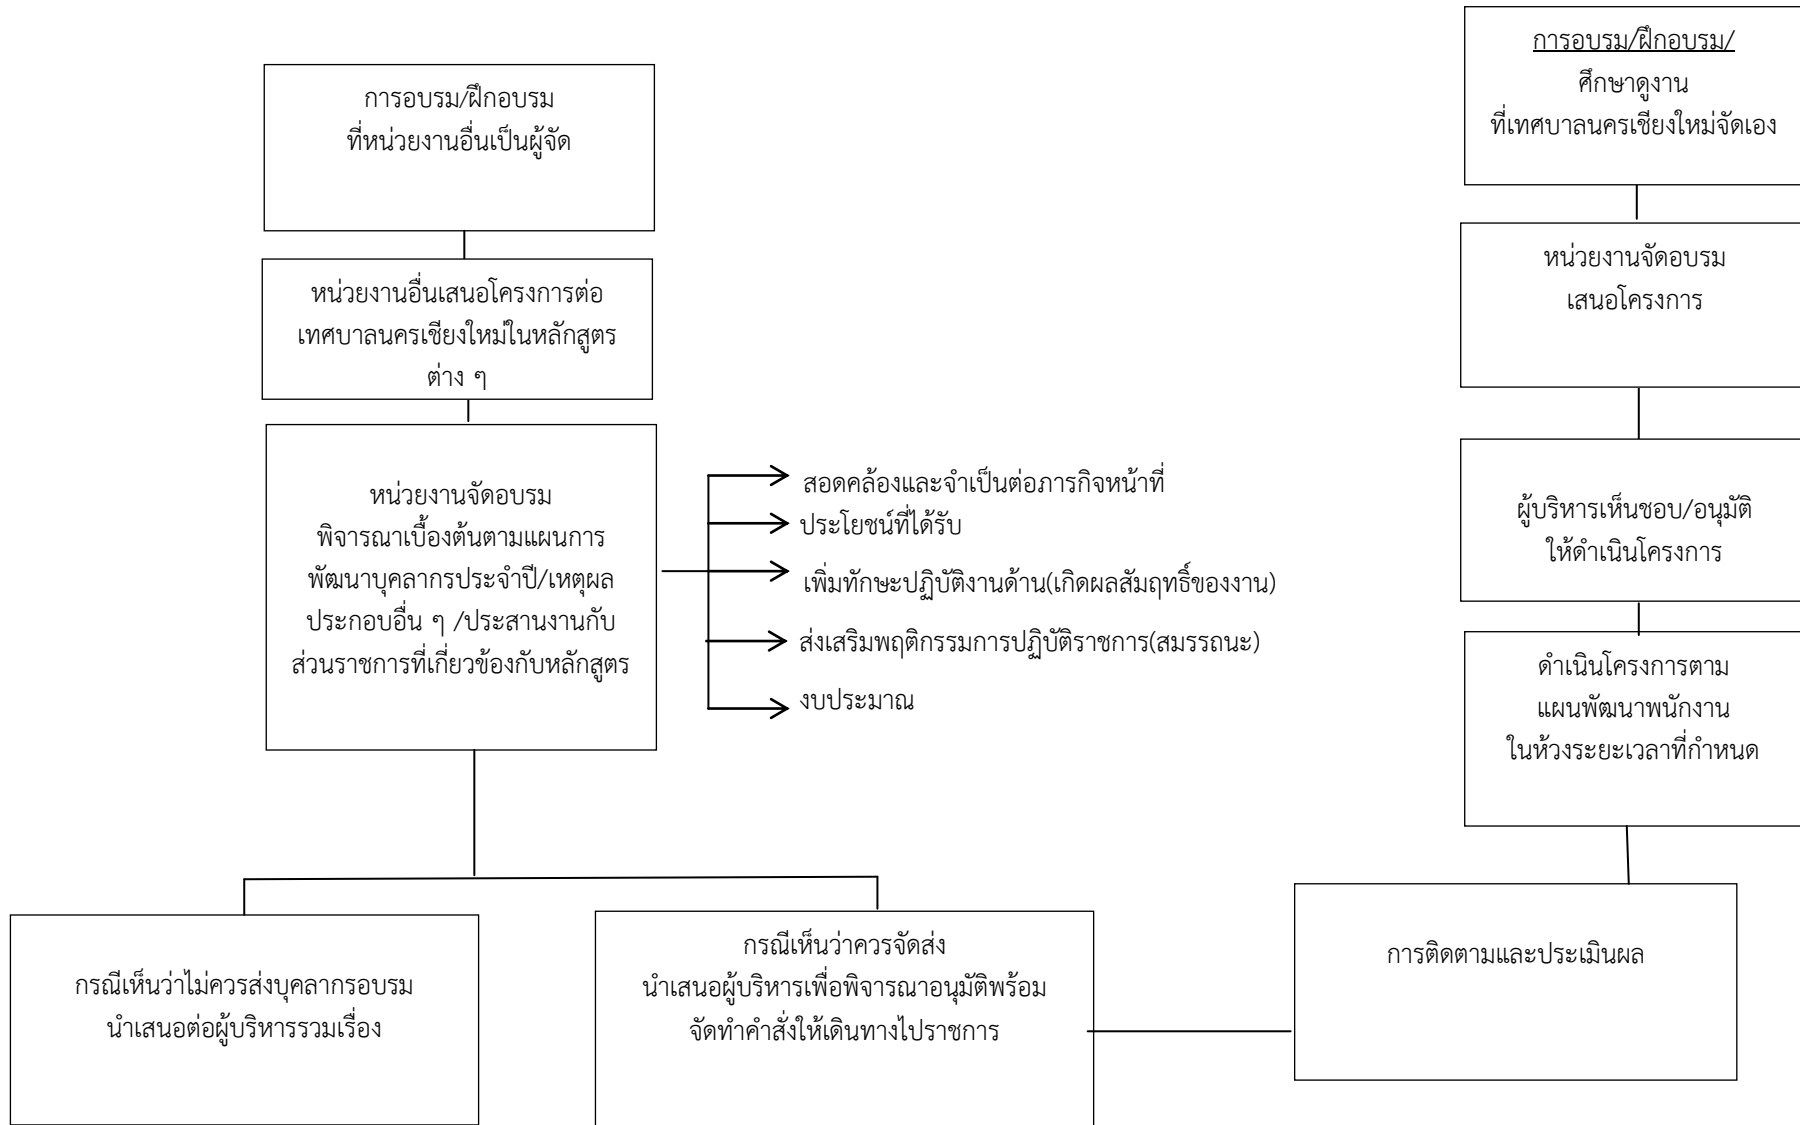 การอบรม/ฝึกอบรม
ที่หน่วยงานอื่นเป็นผู้จัด
หน่วยงานอื่นเสนอโครงการต่อ
เทศบาลนครเชียงใหม่ในหลักสูตร
ต่าง ๆ
หน่วยงานจัดอบรม
พิจารณาเบื้องต้นตามแผนการ
พัฒนาบุคลากรประจำปี/เหตุผล
ประกอบอื่น ๆ /ประสานงานกับ
ส่วนราชการที่เกี่ยวข้องกับหลักสูตร
สอดคล้องและจำเป็นต่อภารกิจหน้าที่
ประโยชน์ที่ได้รับ
เพิ่มทักษะปฏิบัติงานด้าน(เกิดผลสัมฤทธิ์ของงาน)
ส่งเสริมพฤติกรรมการปฏิบัติราชการ(สมรรถนะ)
งบประมาณ
กรณีเห็นว่าไม่ควรส่งบุคลากรอบรม
นำเสนอต่อผู้บริหารรวมเรื่อง
กรณีเห็นว่าควรจัดส่ง
นำเสนอผู้บริหารเพื่อพิจารณาอนุมัติพร้อม
จัดทำคำสั่งให้เดินทางไปราชการ
การอบรม/ฝึกอบรม/
ศึกษาดูงาน
ที่เทศบาลนครเชียงใหม่จัดเอง
หน่วยงานจัดอบรม
เสนอโครงการ
ผู้บริหารเห็นชอบ/อนุมัติ
ให้ดำเนินโครงการ
ดำเนินโครงการตาม
แผนพัฒนาพนักงาน
ในห้วงระยะเวลาที่กำหนด
การติดตามและประเมินผล